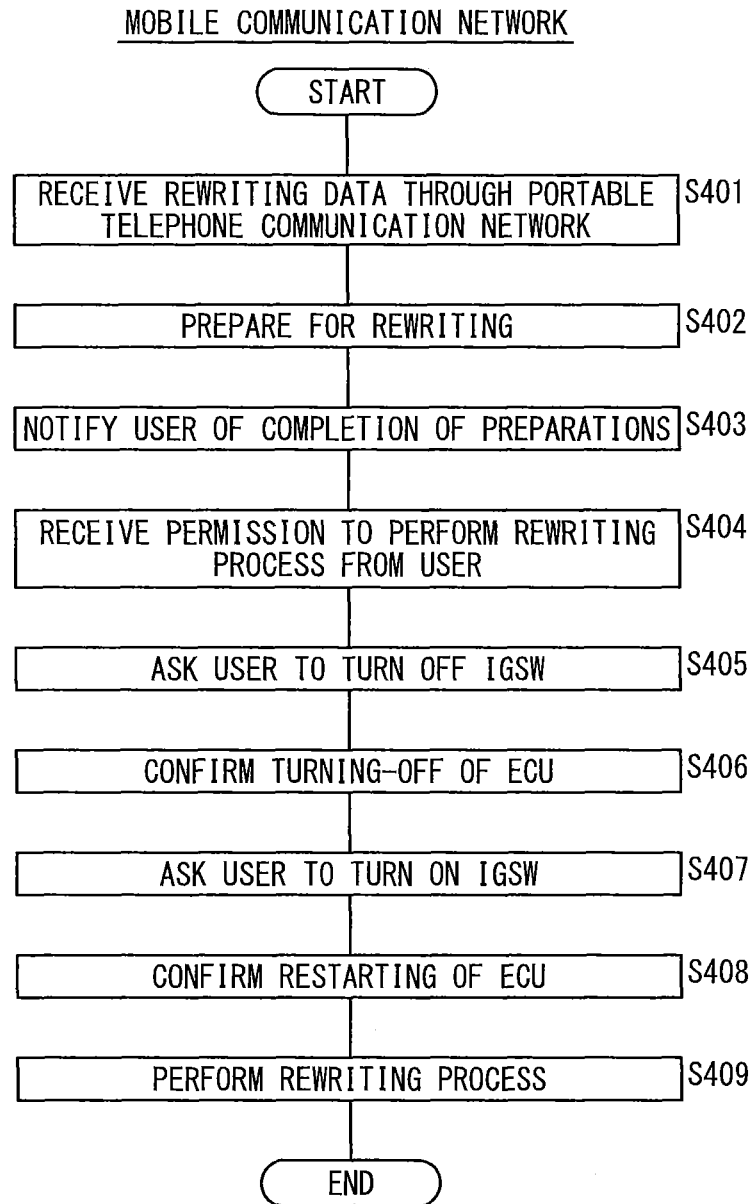 MOBILE COMMUNICATION NETWORK
START
RECEIVE REWRITING DATA THROUGH PORTABLE
TELEPHONE COMMUNICATION NETWORK
S401
PREPARE FOR REWRITING
S402
NOTIFY USER OF COMPLETION OF PREPARATIONS
S403
RECEIVE PERMISSION TO PERFORM REWRITING
PROCESS FROM USER
S404
ASK USER TO TURN OFF IGSW
S405
CONFIRM TURNING-OFF OF ECU
S406
ASK USER TO TURN ON IGSW
S407
CONFIRM RESTARTING OF ECU
S408
PERFORM REWRITING PROCESS
S409
END